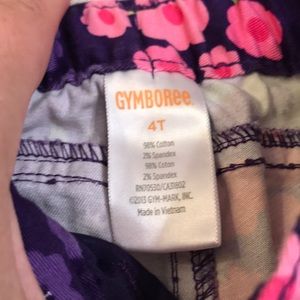 GYMBOREE
4T
98% Cotton
2% Spandex
98% Cotton
2% Spandex
RN70530/CA31802
©2013 GYM-MARK, INC.
Made in Vietnam